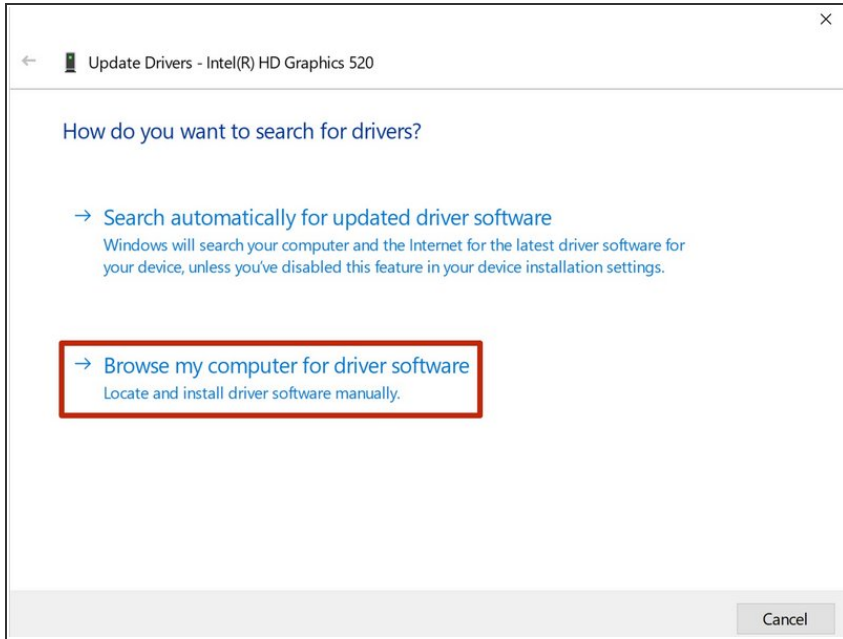 Update Drivers - Intel(R) HD Graphics 520
How do you want to search for drivers?
Search automatically for updated driver software
Windows will search your computer and the Internet for the latest driver software for
your device, unless you've disabled this feature in your device installation settings.
Browse my computer for driver software
Locate and install driver software manually.
Cancel